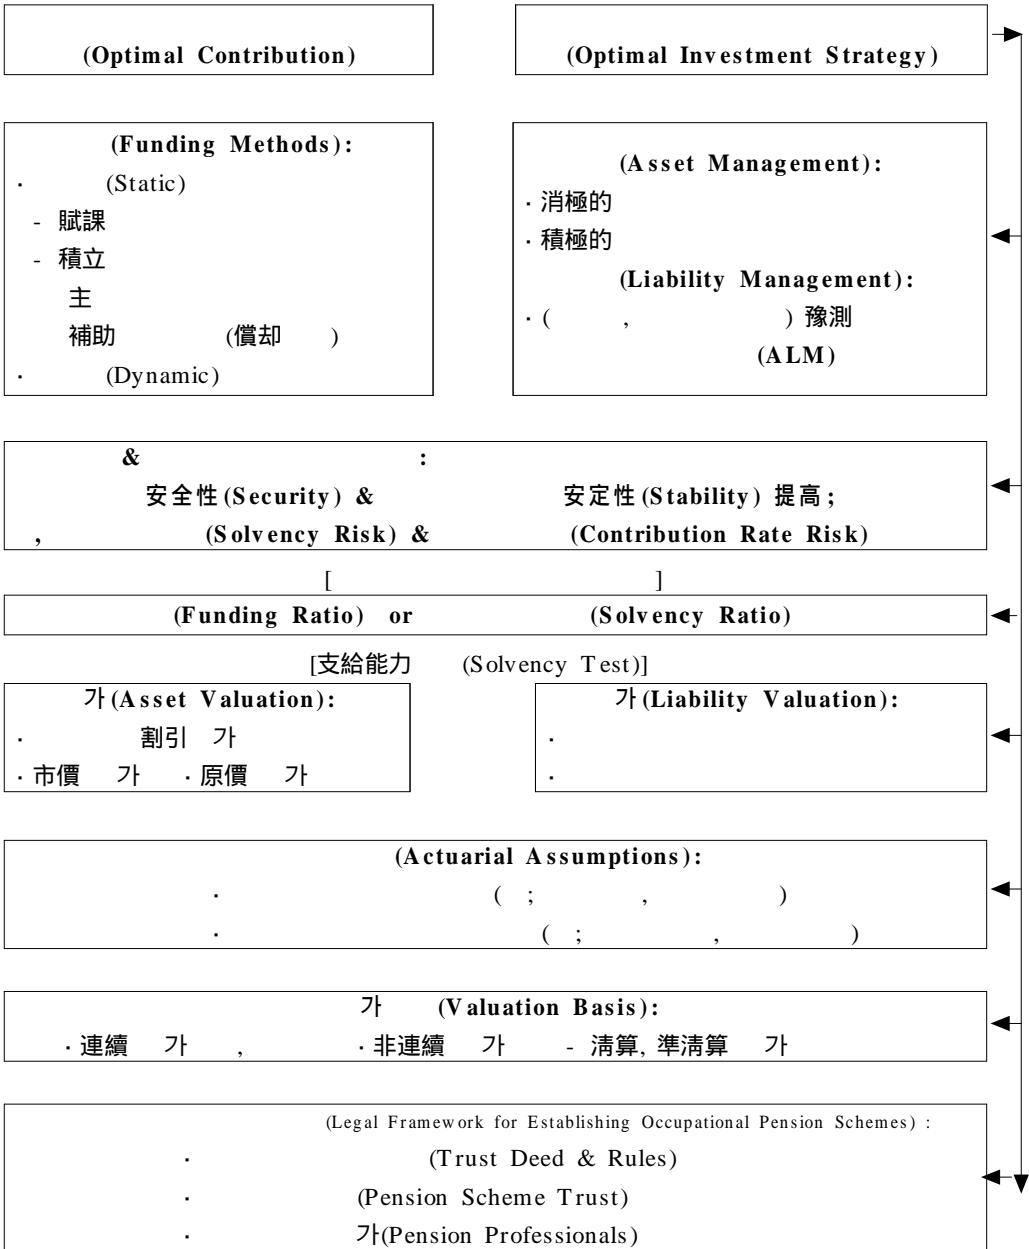 (Optimal Contribution)
(Optimal Investment Strategy)
(Funding Methods):
· (Static)
- 賦課
- 積立
主
補助 (償却 )
· (Dynamic)
(Asset Management):
· 消極的
· 積極的
(Liability Management):
· ( , ) 豫測
(ALM)
& :
安全性(Security) & 安定性(Stability) 提高;
, (Solvency Risk) & (Contribution Rate Risk)
[ ]
(Funding Ratio) or (Solvency Ratio)
[支給能力 (Solvency Test)]
가(Asset Valuation):
· 割引 가
· 市價 가 · 原價 가
가(Liability Valuation):
·
·
(Actuarial Assumptions):
· ( ; , )
· ( ; , )
가 (Valuation Basis):
· 連續 가 , · 非連續 가 - 淸算, 準淸算 가
(Legal Framework for Establishing Occupational Pension Schemes) :
· (Trust Deed & Rules)
· (Pension Scheme Trust)
· 가(Pension Professionals)